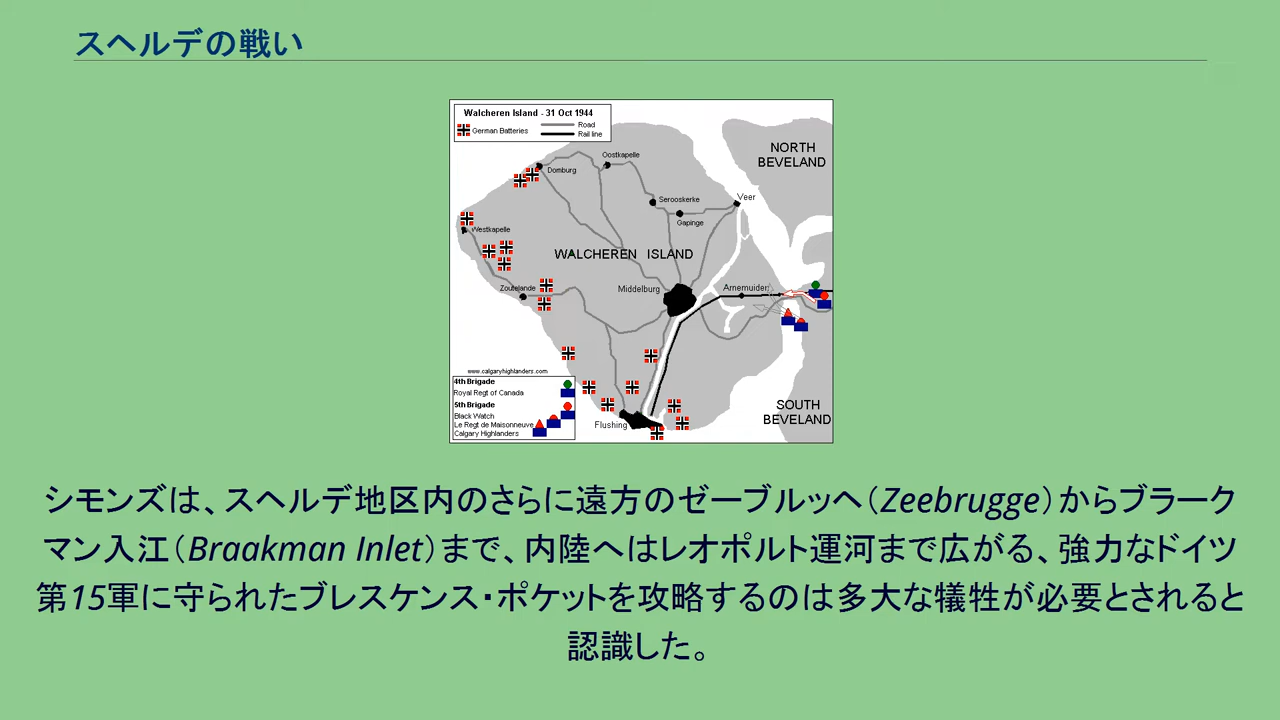 スヘルデの戦い
Walcheren Island - 31 Oct 1944
German Batteries
Road
Rail line
NORTH
BEVELAND
Oostkapelle
Domburg
Serooskerke
Veer
Gapinge
Westkapelle
WALCHEREN ISLAND
Zoutelande
Middelburg
Arnemuiden
www.calgaryhighlanders.com
4th Brigade
Royal Regt of Canada
5th Brigade
Black Watch
Le Regt de Maisonneuve
Calgary Highlanders
Flushing
SOUTH
BEVELAND
シモンズは、スヘルデ地区内のさらに遠方のゼーブルッヘ（Zeebrugge）からブラーク
マン入江（Braakman Inlet）まで、内陸へはレオポルト運河まで広がる、強力なドイツ
第15軍に守られたブレスケンス・ポケットを攻略するのは多大な犠牲が必要とされると
認識した。